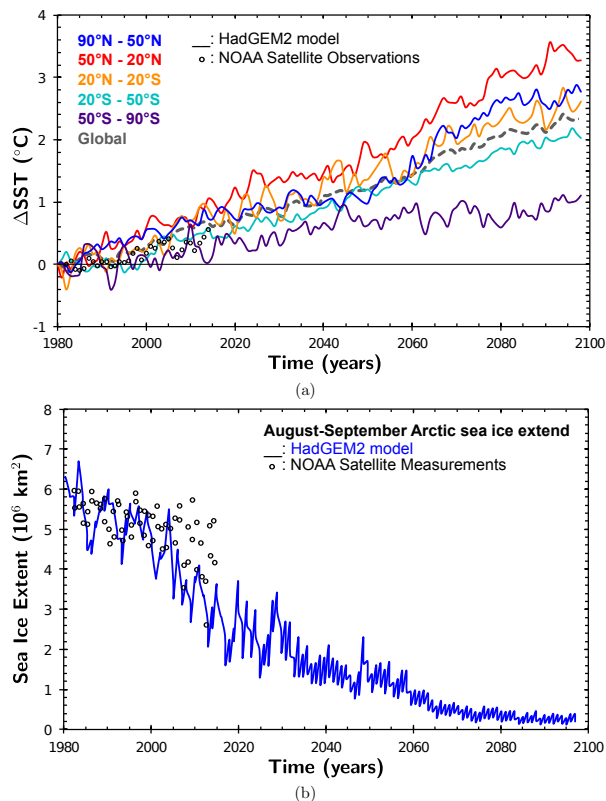 4
3
2
1
0
-1
ΔSST (°C)
90°N - 50°N
50°N - 20°N
20°N - 20°S
20°S - 50°S
50°S - 90°S
Global
__: HadGEM2 model
o: NOAA Satellite Observations
1980 2000 2020 2040 2060 2080 2100
Time (years)
(a)
8
7
6
5
4
3
2
1
0
Sea Ice Extent (10⁶ km²)
August-September Arctic sea ice extend
__: HadGEM2 model
o: NOAA Satellite Measurements
1980 2000 2020 2040 2060 2080 2100
Time (years)
(b)